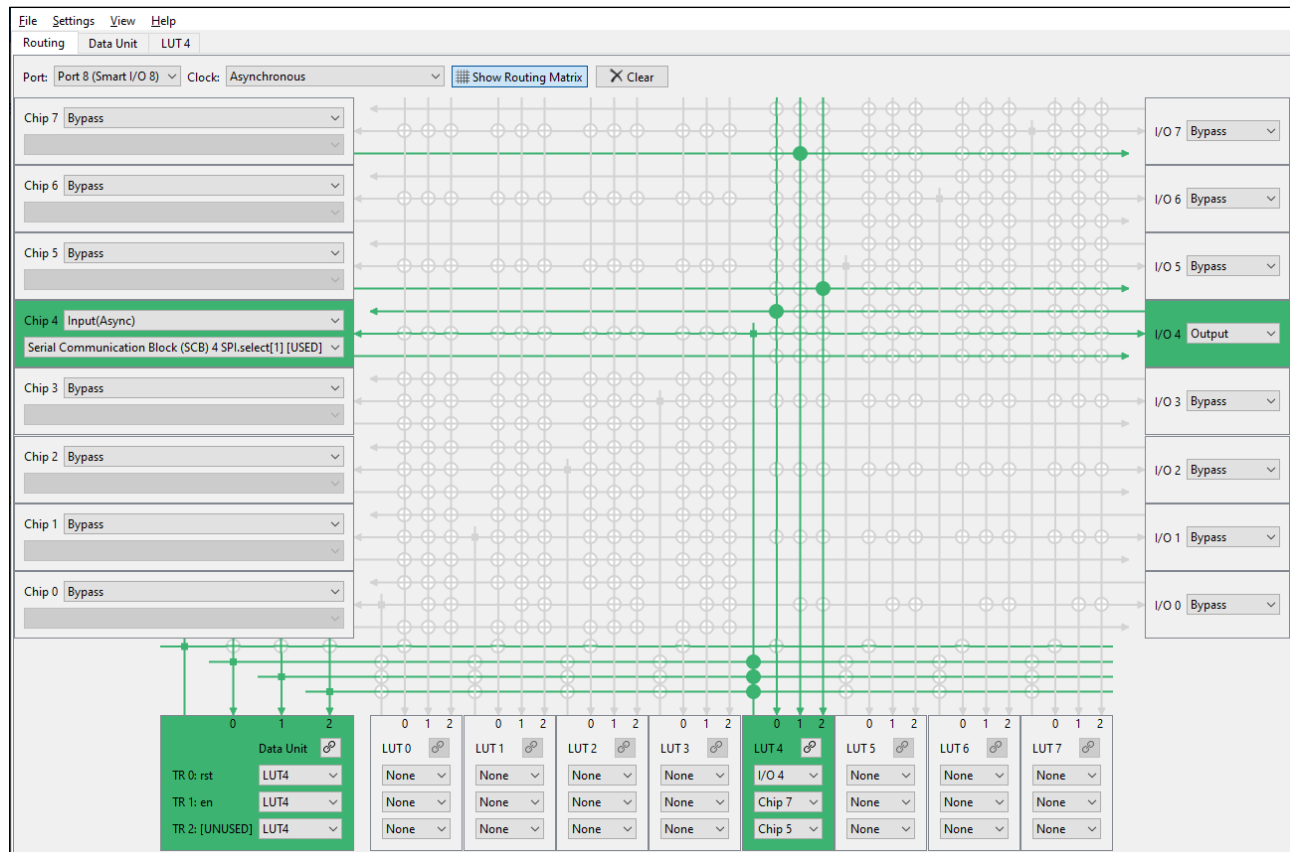 File Settings View Help
Routing Data Unit LUT 4
Port: Port 8 (Smart I/O 8) Clock: Asynchronous Show Routing Matrix Clear
Chip 7 Bypass
I/O 7 Bypass
Chip 6 Bypass
I/O 6 Bypass
Chip 5 Bypass
I/O 5 Bypass
Chip 4 Input(Async)
Serial Communication Block (SCB) 4 SPI.select[1] [USED]
I/O 4 Output
Chip 3 Bypass
I/O 3 Bypass
Chip 2 Bypass
I/O 2 Bypass
Chip 1 Bypass
I/O 1 Bypass
Chip 0 Bypass
I/O 0 Bypass
0 1 2 0 1 2 0 1 2 0 1 2 0 1 2 0 1 2 0 1 2 0 1 2 0 1 2
Data Unit LUT 0 LUT 1 LUT 2 LUT 3 LUT 4 LUT 5 LUT 6 LUT 7
TR 0: rst LUT4 None None None None I/O 4 None None None
TR 1: en LUT4 None None None None Chip 7 None None None
TR 2: [UNUSED] LUT4 None None None None Chip 5 None None None